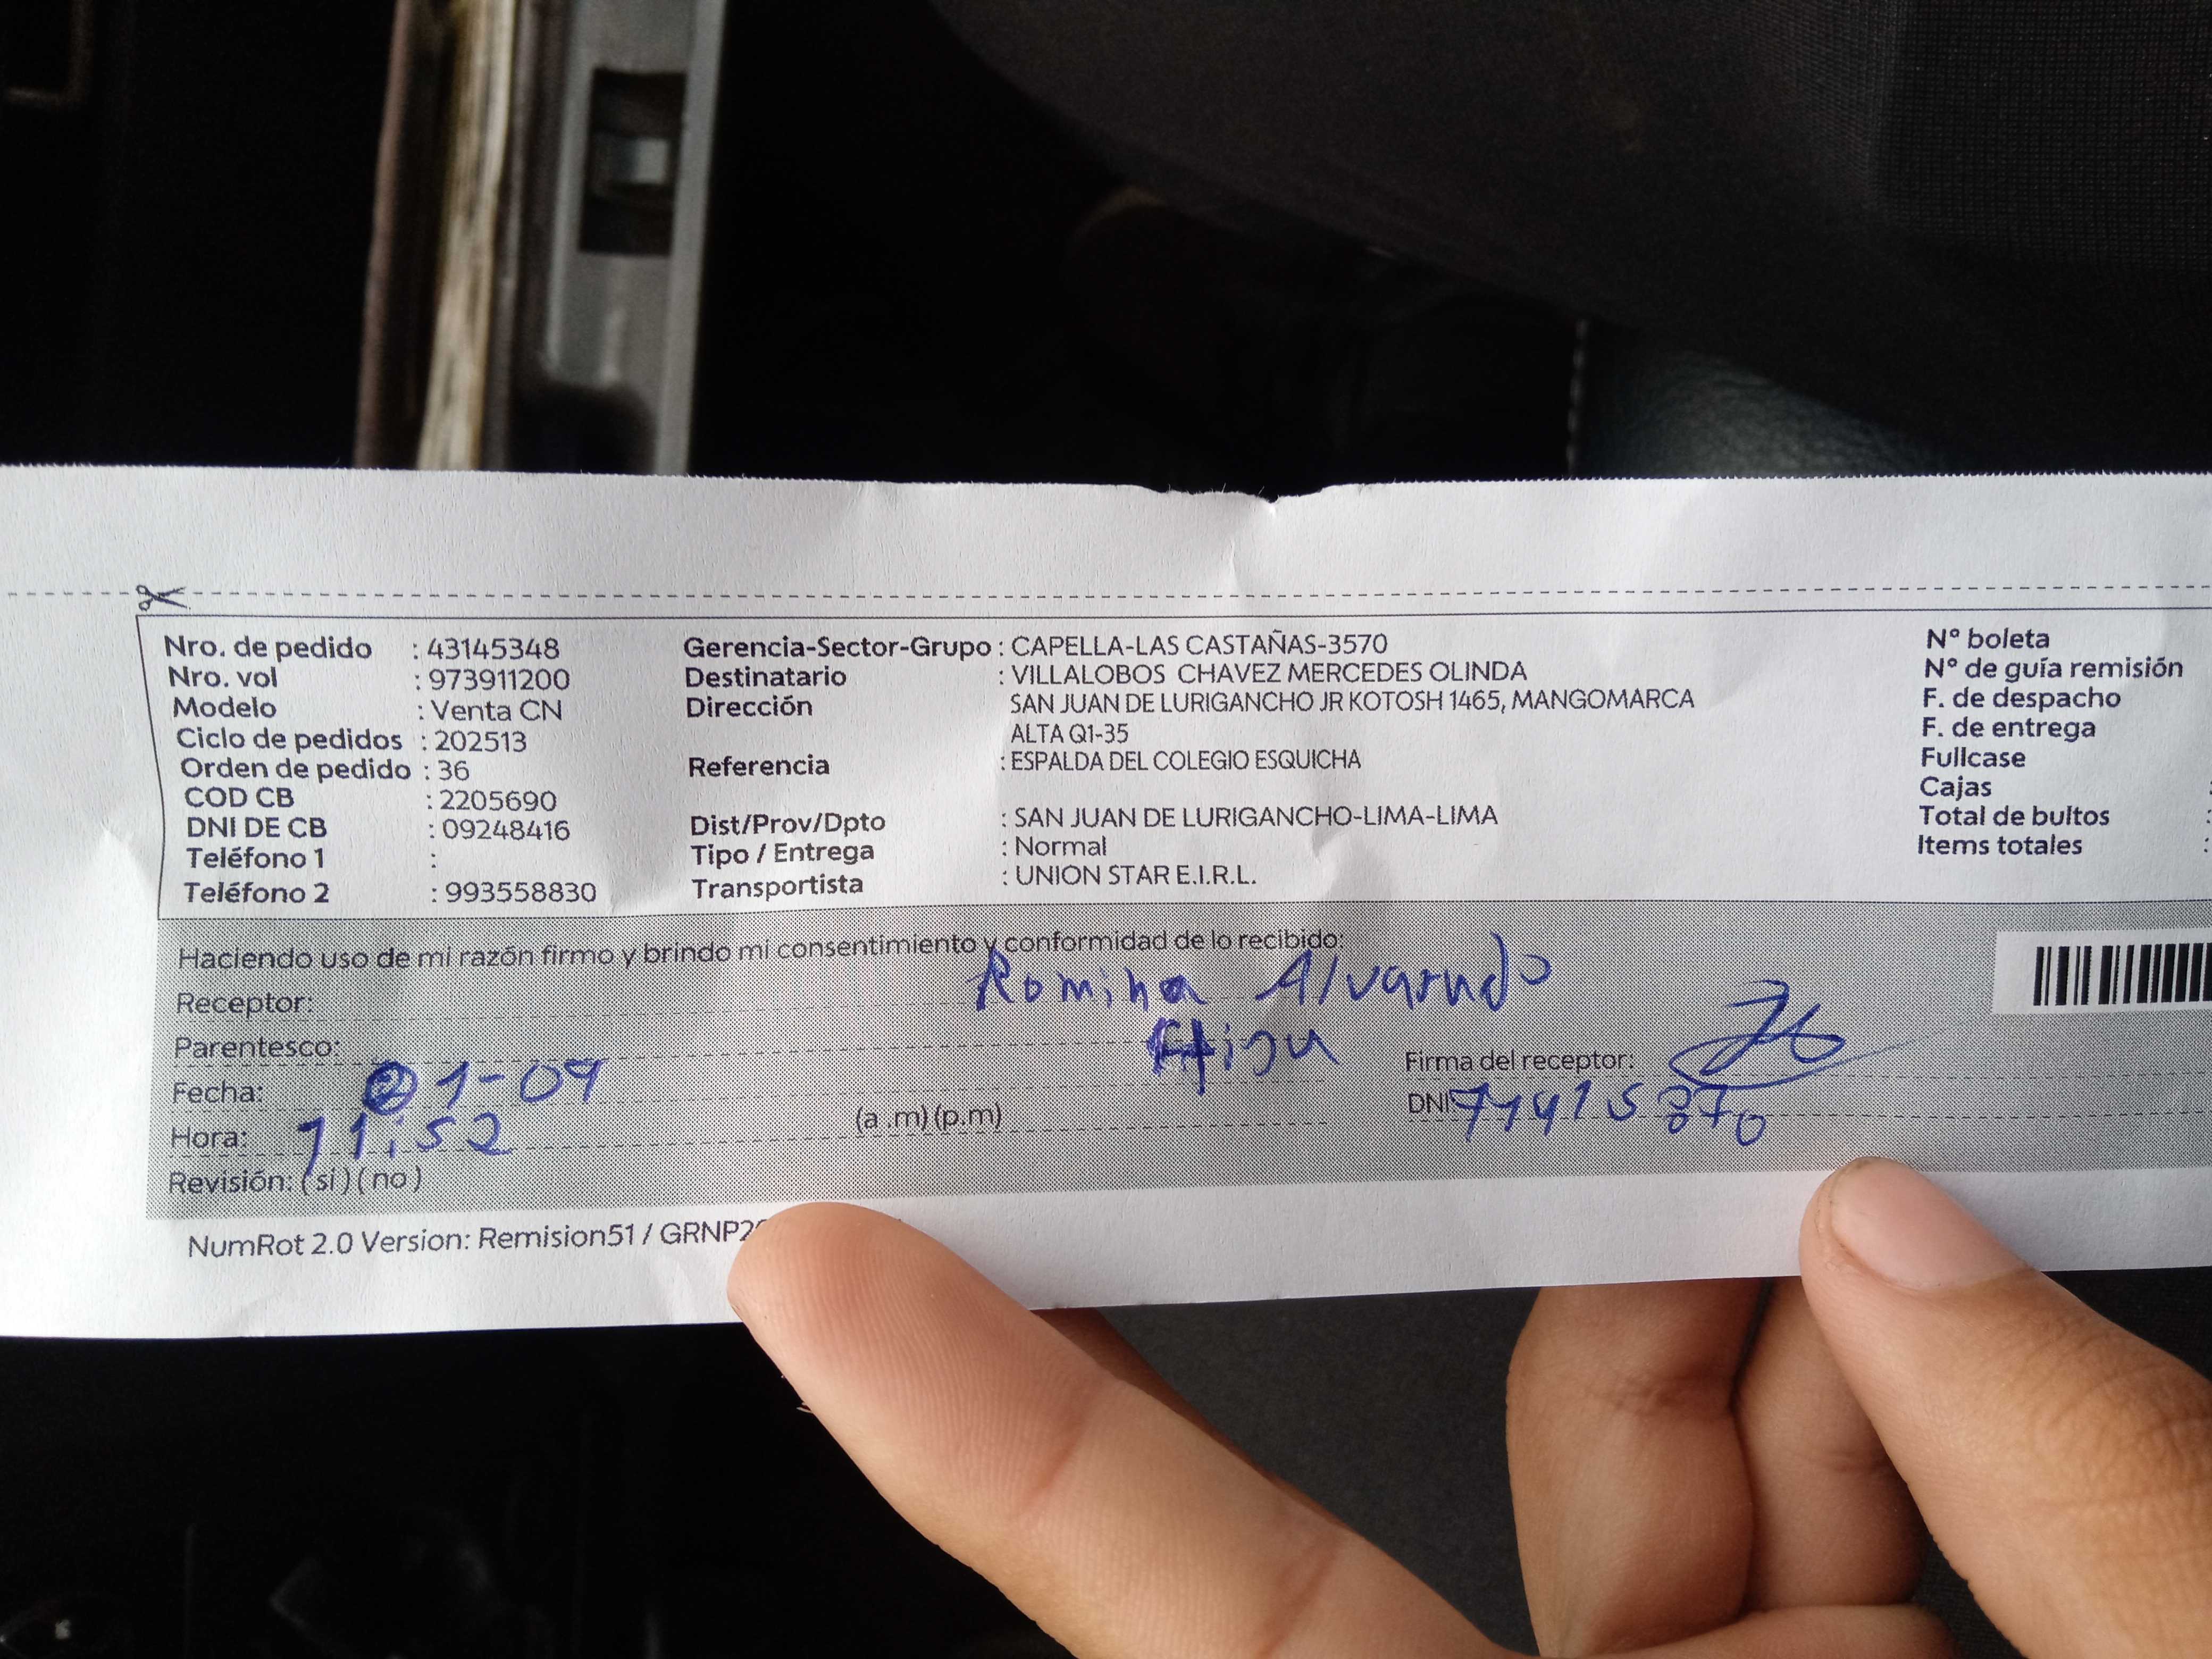 Nro. de pedido : 43145348 Gerencia-Sector-Grupo : CAPELLA-LAS CASTAÑAS-3570 N° boleta
Nro. vol : 973911200 Destinatario : VILLALOBOS CHAVEZ MERCEDES OLINDA N° de guía remisión
Modelo : Venta CN Dirección SAN JUAN DE LURIGANCHO JR KOTOSH 1465, MANGOMARCA F. de despacho
Ciclo de pedidos : 202513 ALTA Q1-35 F. de entrega
Orden de pedido : 36 Referencia : ESPALDA DEL COLEGIO ESQUICHA Fullcase
COD CB : 2205690 Cajas :
DNI DE CB : 09248416 Dist/Prov/Dpto : SAN JUAN DE LURIGANCHO-LIMA-LIMA Total de bultos :
Teléfono 1 : Tipo / Entrega : Normal Items totales :
Teléfono 2 : 993558830 Transportista : UNION STAR E.I.R.L.
Haciendo uso de mi razón firmo y brindo mi consentimiento y conformidad de lo recibido:
Receptor: Romina Alvarado
Parentesco: Hija Firma del receptor:
Fecha: 21-09 DNI
Hora: 11:52 (a .m) (p.m)
Revisión: (si) (no)
NumRot 2.0 Version: Remision51 /